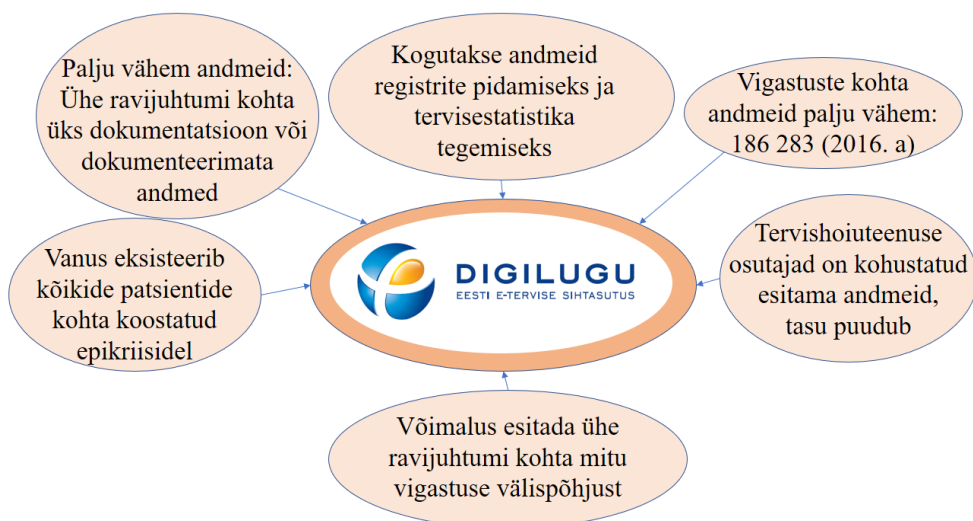 Palju vähem andmeid:
Ühe ravijuhtumi kohta
üks dokumentatsioon või
dokumenteerimata
andmed
Kogutakse andmeid
registrite pidamiseks ja
tervisestatistika
tegemiseks
Vigastuste kohta
andmeid palju vähem:
186 283 (2016. a)
Vanus eksisteerib
kõikide patsientide
kohta koostatud
epikriisidel
DIGILUGU
EESTI E-TERVISE SIHTASUTUS
Tervishoiuteenuse
osutajad on kohustatud
esitama andmeid,
tasu puudub
Võimalus esitada ühe
ravijuhtumi kohta mitu
vigastuse välispõhjust